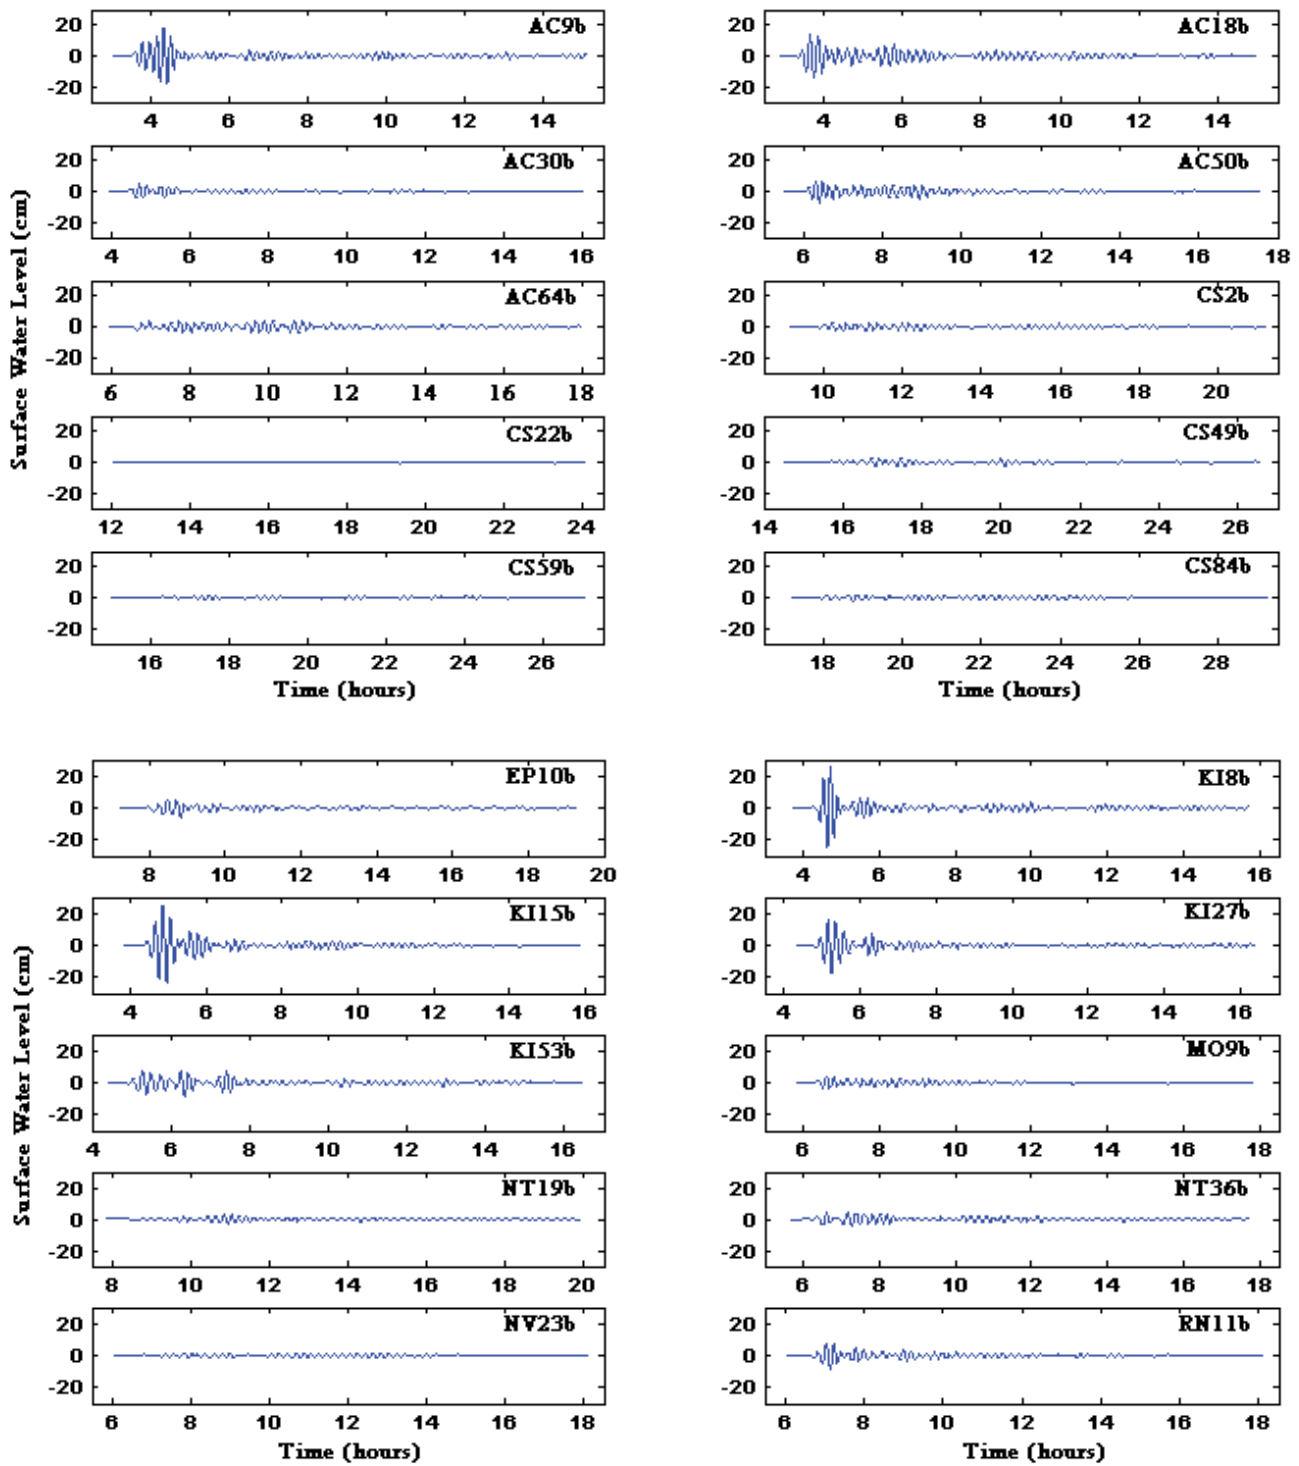 20 AC9b
0
-20
4 6 8 10 12 14
20 AC18b
0
-20
4 6 8 10 12 14
20 AC30b
0
-20
4 6 8 10 12 14 16
20 AC50b
0
-20
6 8 10 12 14 16 18
20 AC64b
0
-20
6 8 10 12 14 16 18
20 CS2b
0
-20
10 12 14 16 18 20
20 CS22b
0
-20
12 14 16 18 20 22 24
20 CS49b
0
-20
14 16 18 20 22 24 26
20 CS59b
0
-20
16 18 20 22 24 26
Time (hours)
20 CS84b
0
-20
18 20 22 24 26 28
Time (hours)
Surface Water Level (cm)
20 EP10b
0
-20
8 10 12 14 16 18 20
20 KI8b
0
-20
4 6 8 10 12 14 16
20 KI15b
0
-20
4 6 8 10 12 14 16
20 KI27b
0
-20
4 6 8 10 12 14 16
20 KI53b
0
-20
4 6 8 10 12 14 16
20 MO9b
0
-20
6 8 10 12 14 16 18
20 NT19b
0
-20
8 10 12 14 16 18 20
20 NT36b
0
-20
6 8 10 12 14 16 18
20 NV23b
0
-20
6 8 10 12 14 16 18
Time (hours)
20 RN11b
0
-20
6 8 10 12 14 16 18
Time (hours)
Surface Water Level (cm)